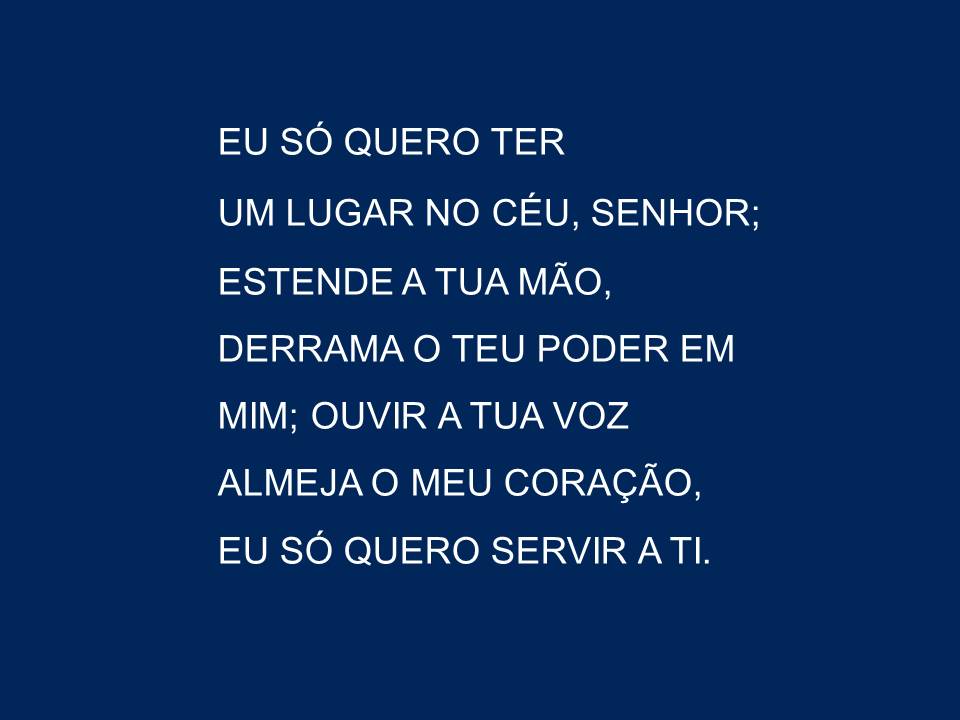 EU SÓ QUERO TER
UM LUGAR NO CÉU, SENHOR;
ESTENDE A TUA MÃO,
DERRAMA O TEU PODER EM
MIM; OUVIR A TUA VOZ
ALMEJA O MEU CORAÇÃO,
EU SÓ QUERO SERVIR A TI.